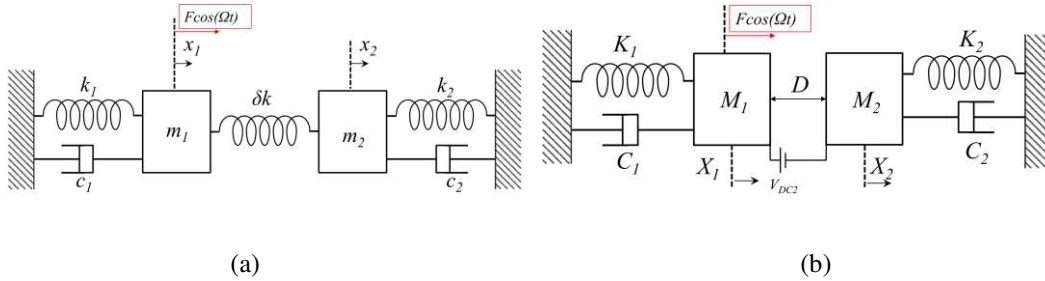 Fcos(Ωt)
x₁
x₂
k₁
δk
k₂
m₁
m₂
c₁
c₂
(a)
Fcos(Ωt)
K₁
K₂
M₁
D
M₂
C₁
C₂
X₁
V_DC2
X₂
(b)